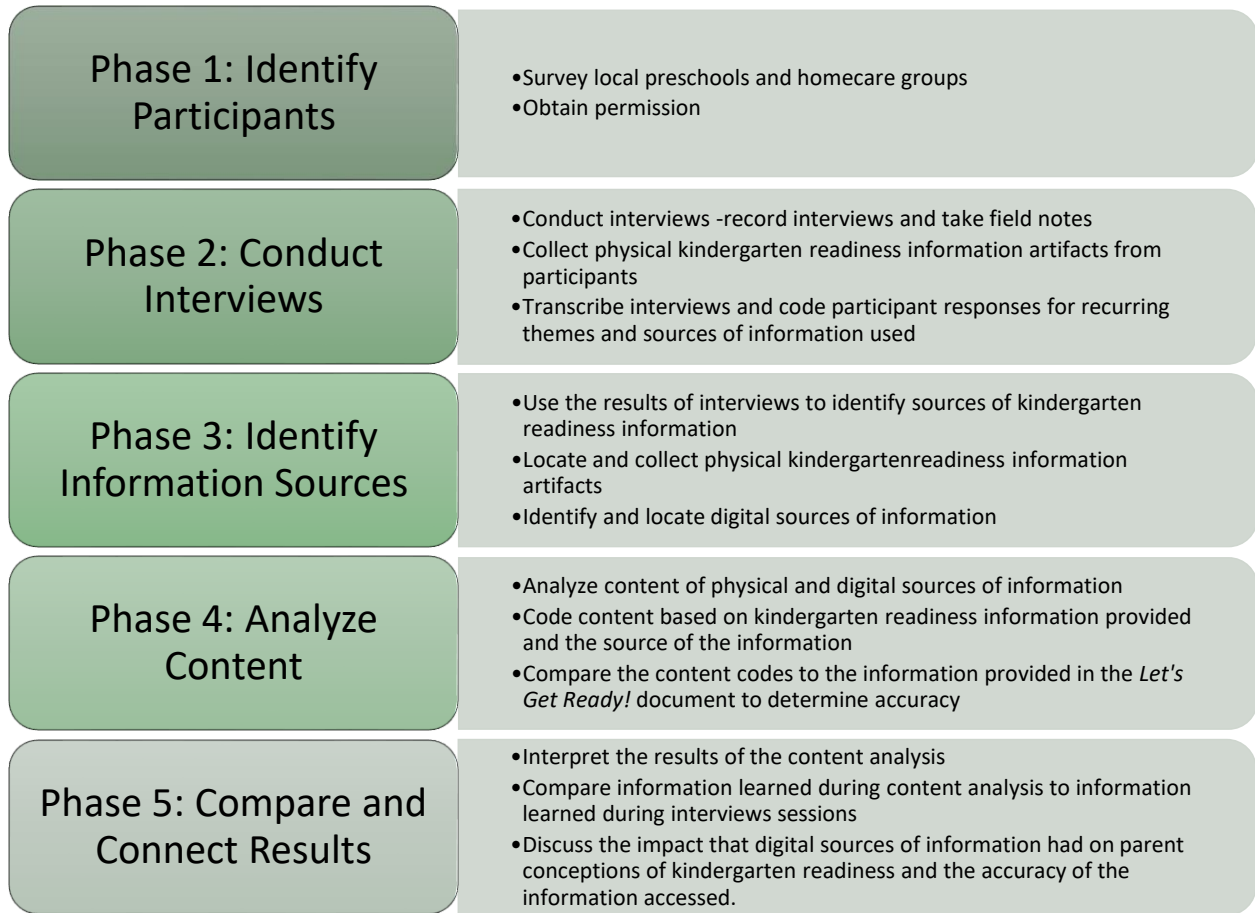 Phase 1: Identify
Participants
•Survey local preschools and homecare groups
•Obtain permission
Phase 2: Conduct
Interviews
•Conduct interviews -record interviews and take field notes
•Collect physical kindergarten readiness information artifacts from
participants
•Transcribe interviews and code participant responses for recurring
themes and sources of information used
Phase 3: Identify
Information Sources
•Use the results of interviews to identify sources of kindergarten
readiness information
•Locate and collect physical kindergartenreadiness information
artifacts
•Identify and locate digital sources of information
Phase 4: Analyze
Content
•Analyze content of physical and digital sources of information
•Code content based on kindergarten readiness information provided
and the source of the information
•Compare the content codes to the information provided in the Let's
Get Ready! document to determine accuracy
Phase 5: Compare and
Connect Results
•Interpret the results of the content analysis
•Compare information learned during content analysis to information
learned during interviews sessions
•Discuss the impact that digital sources of information had on parent
conceptions of kindergarten readiness and the accuracy of the
information accessed.